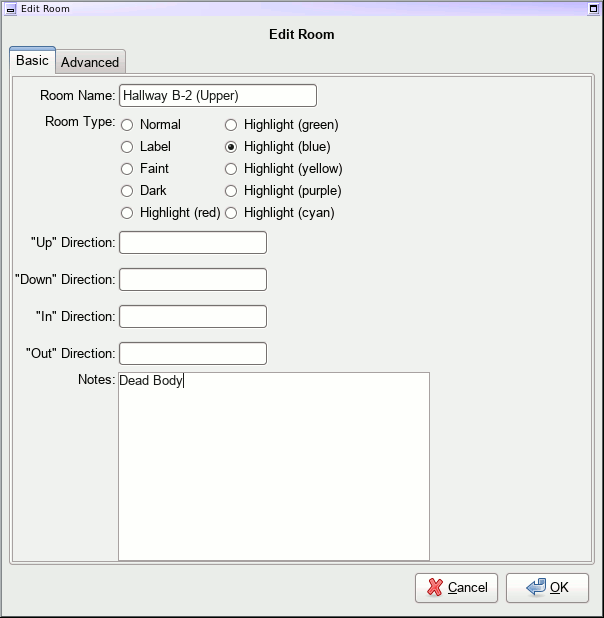 Edit Room
Edit Room
Basic Advanced
Room Name: Hallway B-2 (Upper)
Room Type: Normal Highlight (green)
Label Highlight (blue)
Faint Highlight (yellow)
Dark Highlight (purple)
Highlight (red) Highlight (cyan)
"Up" Direction:
"Down" Direction:
"In" Direction:
"Out" Direction:
Notes: Dead Body
Cancel OK